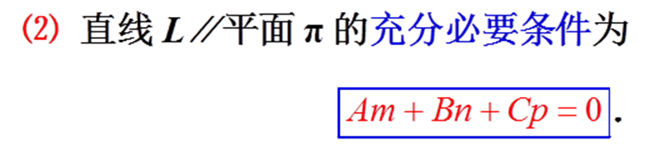 (2) 直线 L∥平面 π 的充分必要条件为
Am + Bn + Cp = 0.